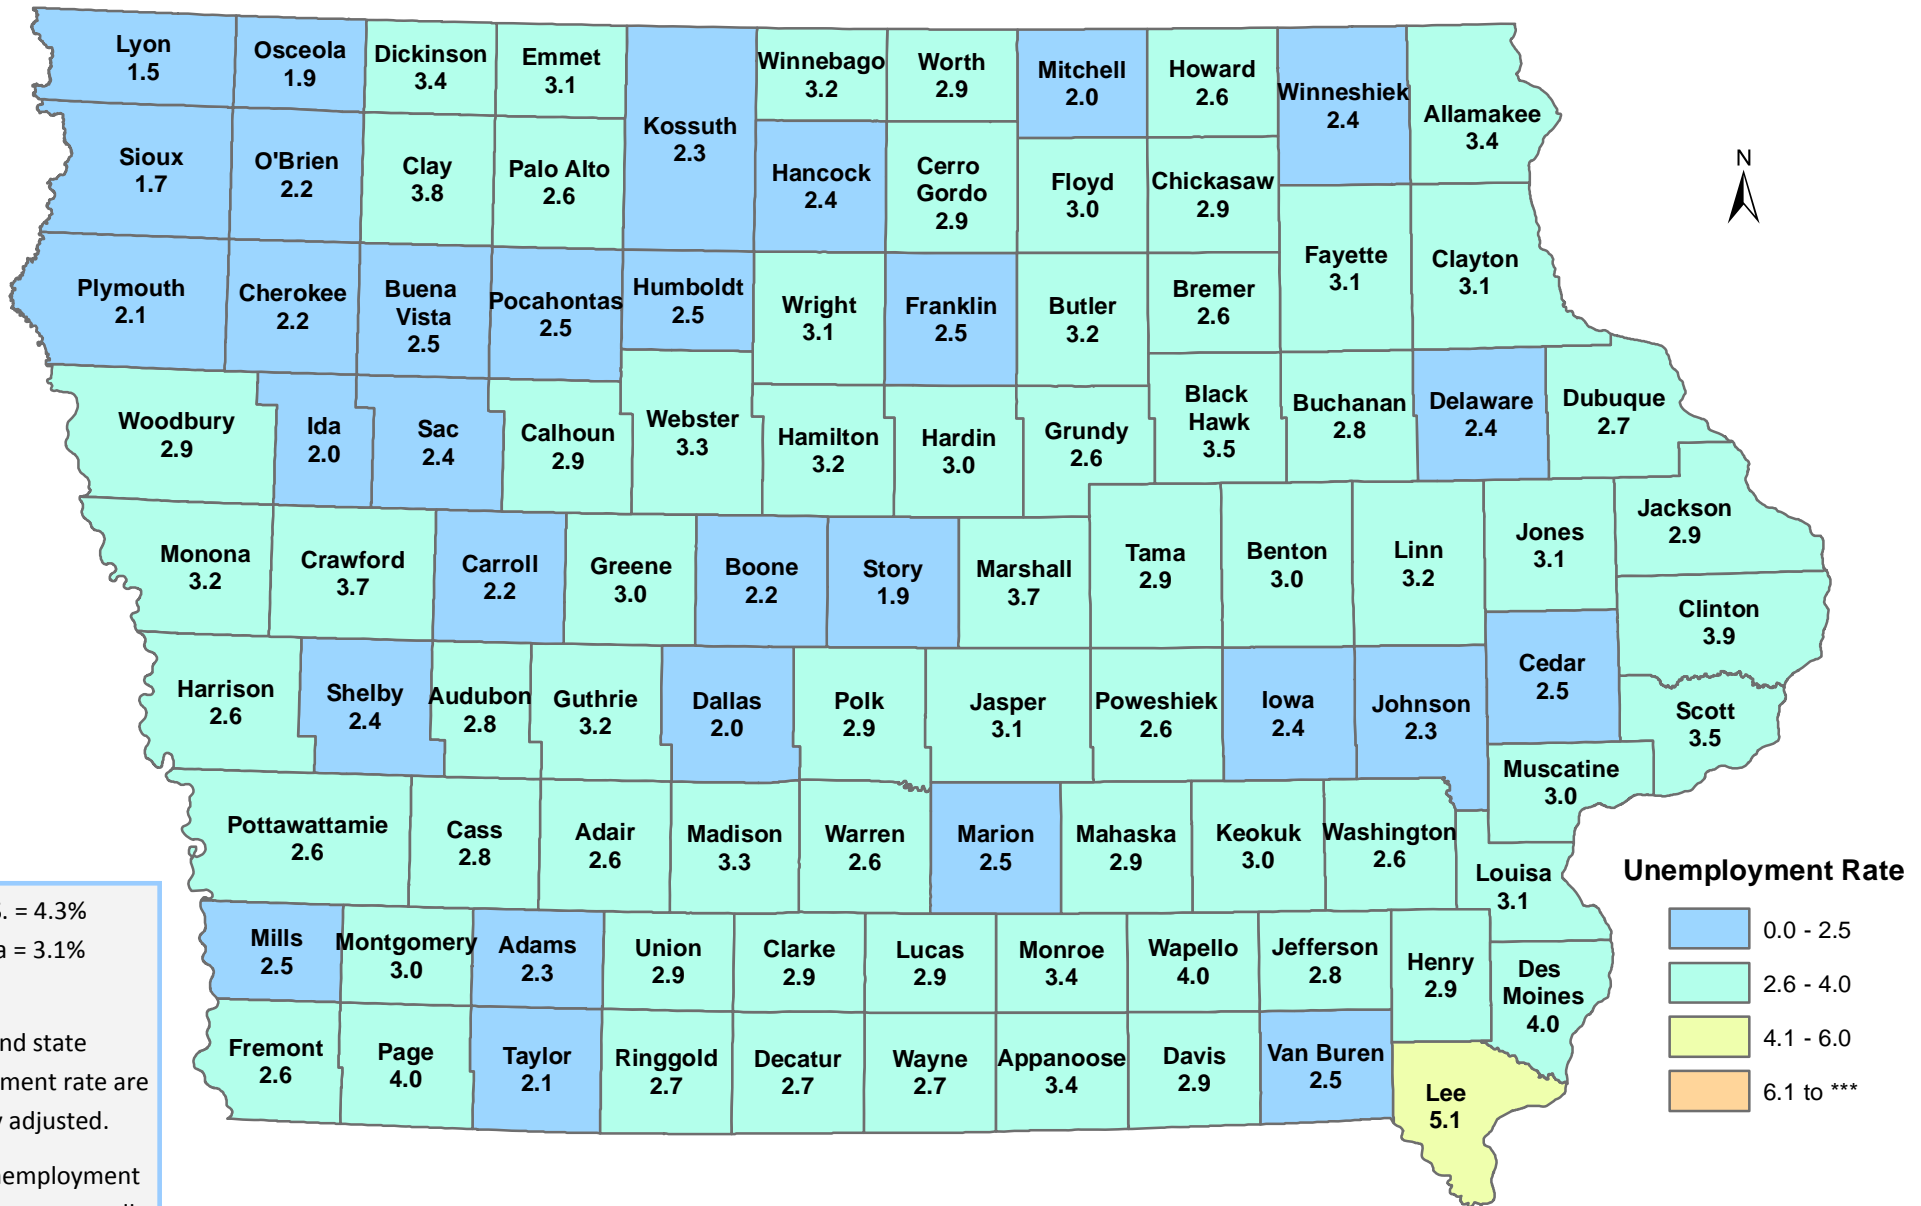 Lyon
1.5
Osceola
1.9
Dickinson
3.4
Emmet
3.1
Kossuth
2.3
Winnebago
3.2
Worth
2.9
Mitchell
2.0
Howard
2.6
Winneshiek
2.4
Allamakee
3.4
Sioux
1.7
O'Brien
2.2
Clay
3.8
Palo Alto
2.6
Hancock
2.4
Cerro
Gordo
2.9
Floyd
3.0
Chickasaw
2.9
N
Plymouth
2.1
Cherokee
2.2
Buena
Vista
2.5
Pocahontas
2.5
Humboldt
2.5
Wright
3.1
Franklin
2.5
Butler
3.2
Bremer
2.6
Fayette
3.1
Clayton
3.1
Woodbury
2.9
Ida
2.0
Sac
2.4
Calhoun
2.9
Webster
3.3
Hamilton
3.2
Hardin
3.0
Grundy
2.6
Black
Hawk
3.5
Buchanan
2.8
Delaware
2.4
Dubuque
2.7
Monona
3.2
Crawford
3.7
Carroll
2.2
Greene
3.0
Boone
2.2
Story
1.9
Marshall
3.7
Tama
2.9
Benton
3.0
Linn
3.2
Jones
3.1
Jackson
2.9
Clinton
3.9
Harrison
2.6
Shelby
2.4
Audubon
2.8
Guthrie
3.2
Dallas
2.0
Polk
2.9
Jasper
3.1
Poweshiek
2.6
Iowa
2.4
Johnson
2.3
Cedar
2.5
Scott
3.5
Muscatine
3.0
Pottawattamie
2.6
Cass
2.8
Adair
2.6
Madison
3.3
Warren
2.6
Marion
2.5
Mahaska
2.9
Keokuk
3.0
Washington
2.6
Louisa
3.1
Mills
2.5
Montgomery
3.0
Adams
2.3
Union
2.9
Clarke
2.9
Lucas
2.9
Monroe
3.4
Wapello
4.0
Jefferson
2.8
Henry
2.9
Des
Moines
4.0
Fremont
2.6
Page
4.0
Taylor
2.1
Ringgold
2.7
Decatur
2.7
Wayne
2.7
Appanoose
3.4
Davis
2.9
Van Buren
2.5
Lee
5.1
Unemployment Rate
0.0 - 2.5
2.6 - 4.0
4.1 - 6.0
6.1 to ***
. = 4.3%
a = 3.1%
nd state
ment rate are
y adjusted.
nemployment